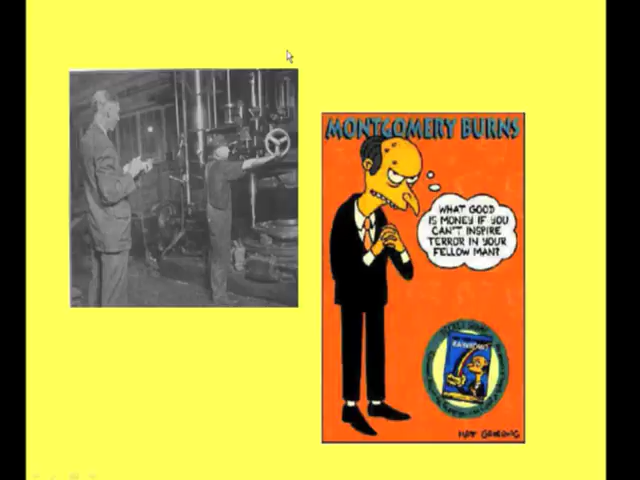 MONTGOMERY BURNS
WHAT GOOD
IS MONEY IF YOU
CAN'T INSPIRE
TERROR IN YOUR
FELLOW MAN?
MATT GROENING